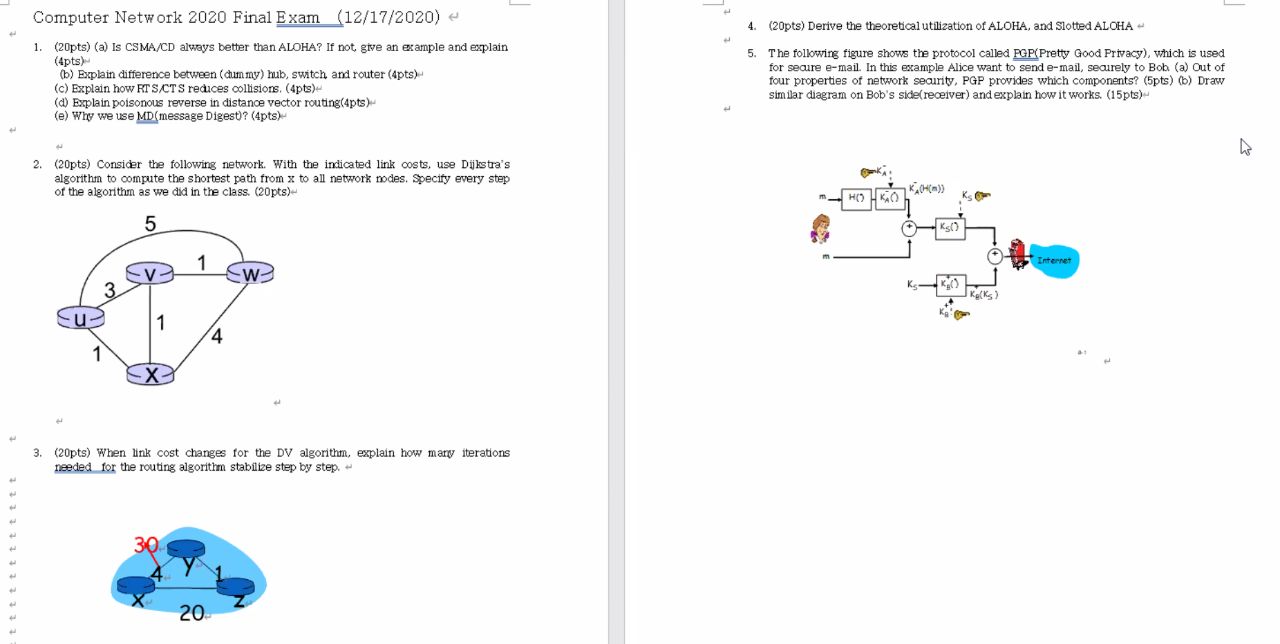 Computer Network 2020 Final Exam (12/17/2020)
1. (20pts) (a) Is CSMA/CD always better than ALOHA? If not, give an example and explain
(4pts)
(b) Explain difference between (dummy) hub, switch, and router (4pts)
(c) Explain how RTS/CTS reduces collisions. (4pts)
(d) Explain poisonous reverse in distance vector routing(4pts)
(e) Why we use MD(message Digest)? (4pts)
2. (20pts) Consider the following network. With the indicated link costs, use Dijkstra's
algorithm to compute the shortest path from x to all network nodes. Specify every step
of the algorithm as we did in the class. (20pts)
5
1
v
w
3
u
1
4
1
x
3. (20pts) When link cost changes for the DV algorithm, explain how many iterations
needed for the routing algorithm stabilize step by step.
30
4
y
1
x
z
20
4. (20pts) Derive the theoretical utilization of ALOHA, and Slotted ALOHA
5. The following figure shows the protocol called PGP(Pretty Good Privacy), which is used
for secure e-mail. In this example Alice want to send e-mail, securely to Bob. (a) Out of
four properties of network security, PGP provides which components? (5pts) (b) Draw
similar diagram on Bob's side(receiver) and explain how it works. (15pts)
K_A^-
m
H()
K_A^-()
K_A^-(H(m))
K_S
+
K_S()
m
+
Internet
K_S
K_B^+()
K_B^+(K_S)
K_B^+